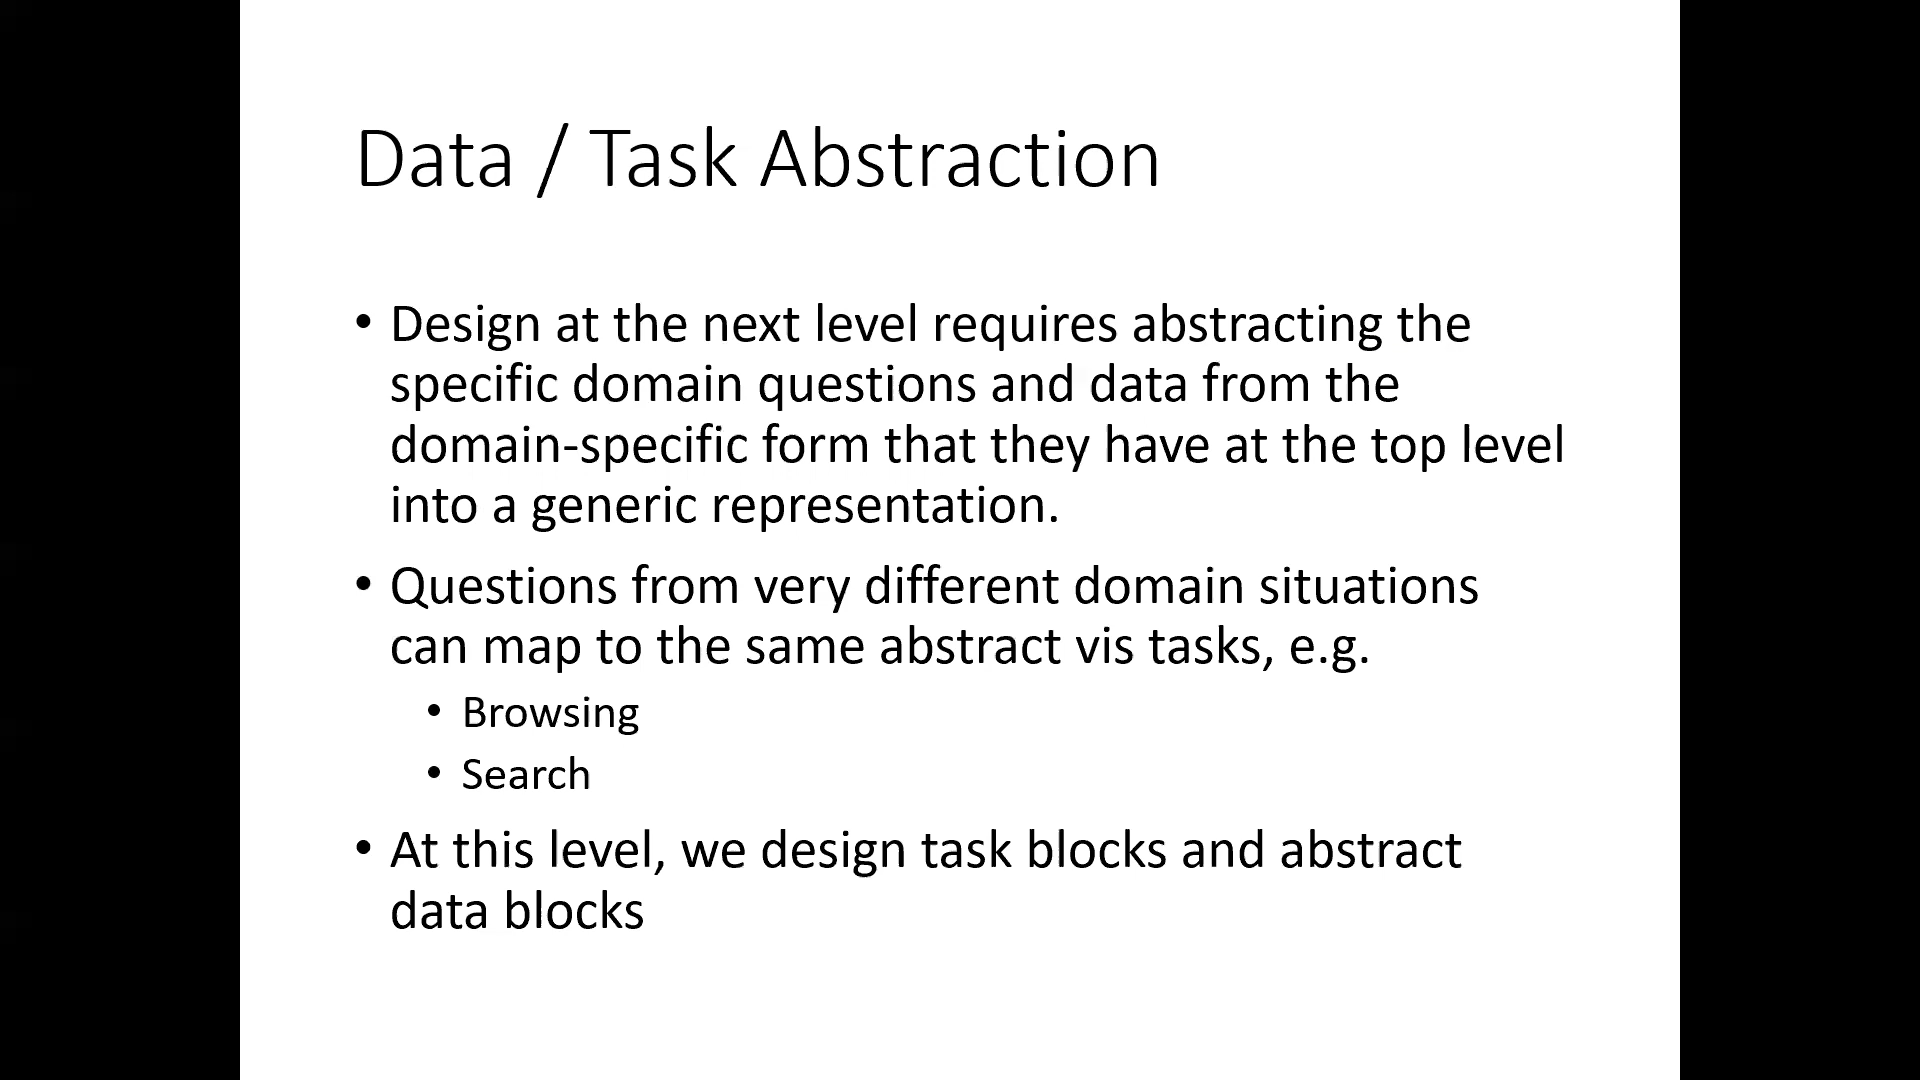 Data / Task Abstraction
• Design at the next level requires abstracting the
specific domain questions and data from the
domain-specific form that they have at the top level
into a generic representation.
• Questions from very different domain situations
can map to the same abstract vis tasks, e.g.
• Browsing
• Search
• At this level, we design task blocks and abstract
data blocks